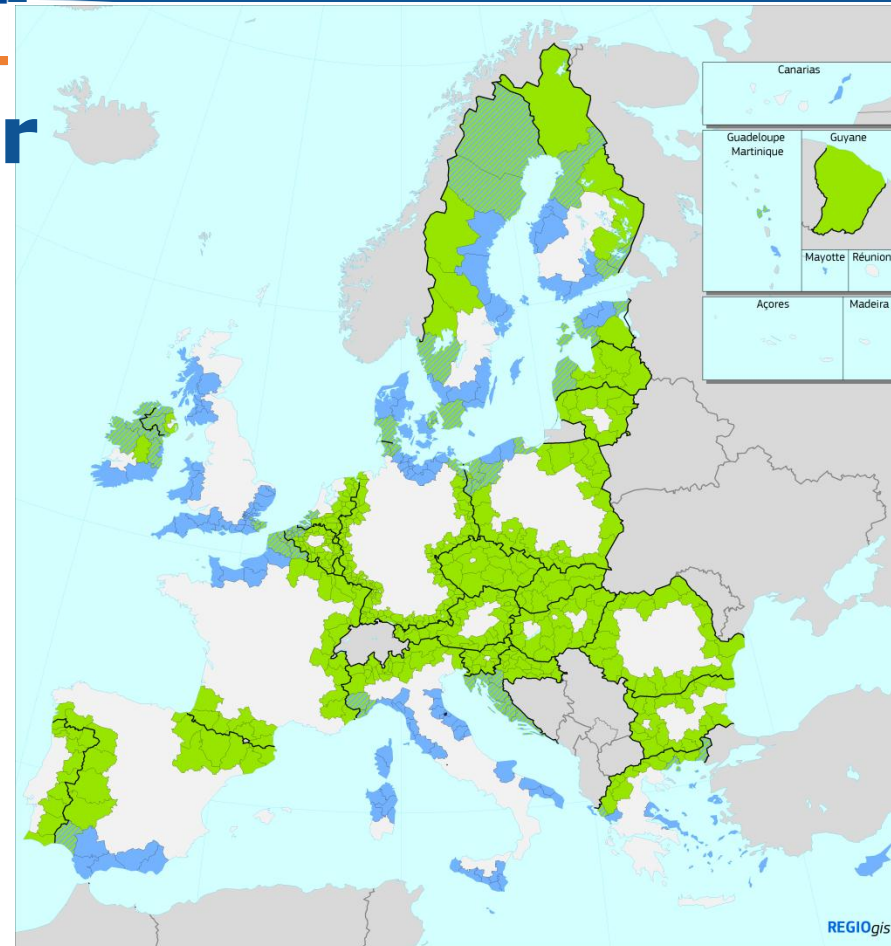 r
Canarias
Guadeloupe
Martinique
Guyane
Mayotte
Réunion
Açores
Madeira
REGIOgis